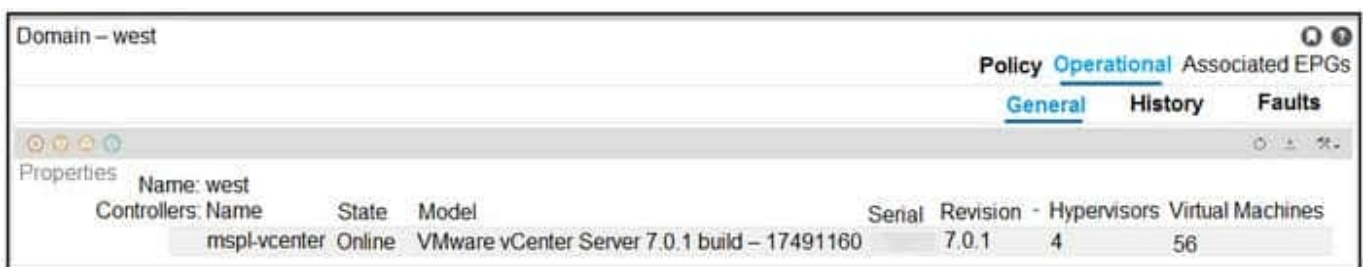 Domain – west
Policy Operational Associated EPGs
General History Faults
Properties
Name: west
Controllers: Name State Model Serial Revision - Hypervisors Virtual Machines
mspl-vcenter Online VMware vCenter Server 7.0.1 build – 17491160 7.0.1 4 56